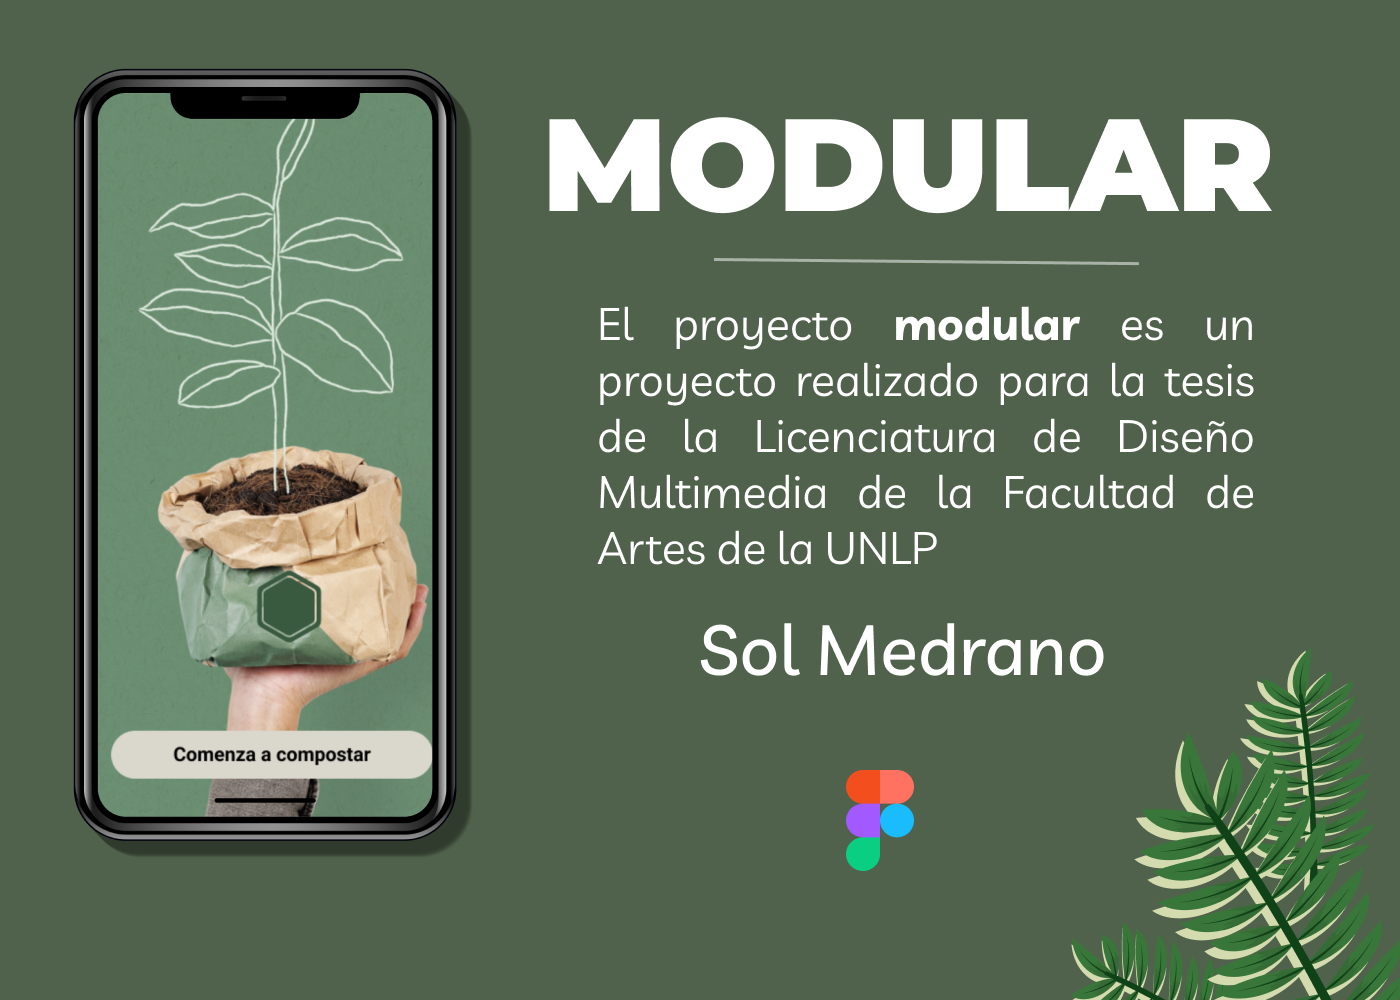 MODULAR
El proyecto modular es un
proyecto realizado para la tesis
de la Licenciatura de Diseño
Multimedia de la Facultad de
Artes de la UNLP
Sol Medrano
Comenza a compostar